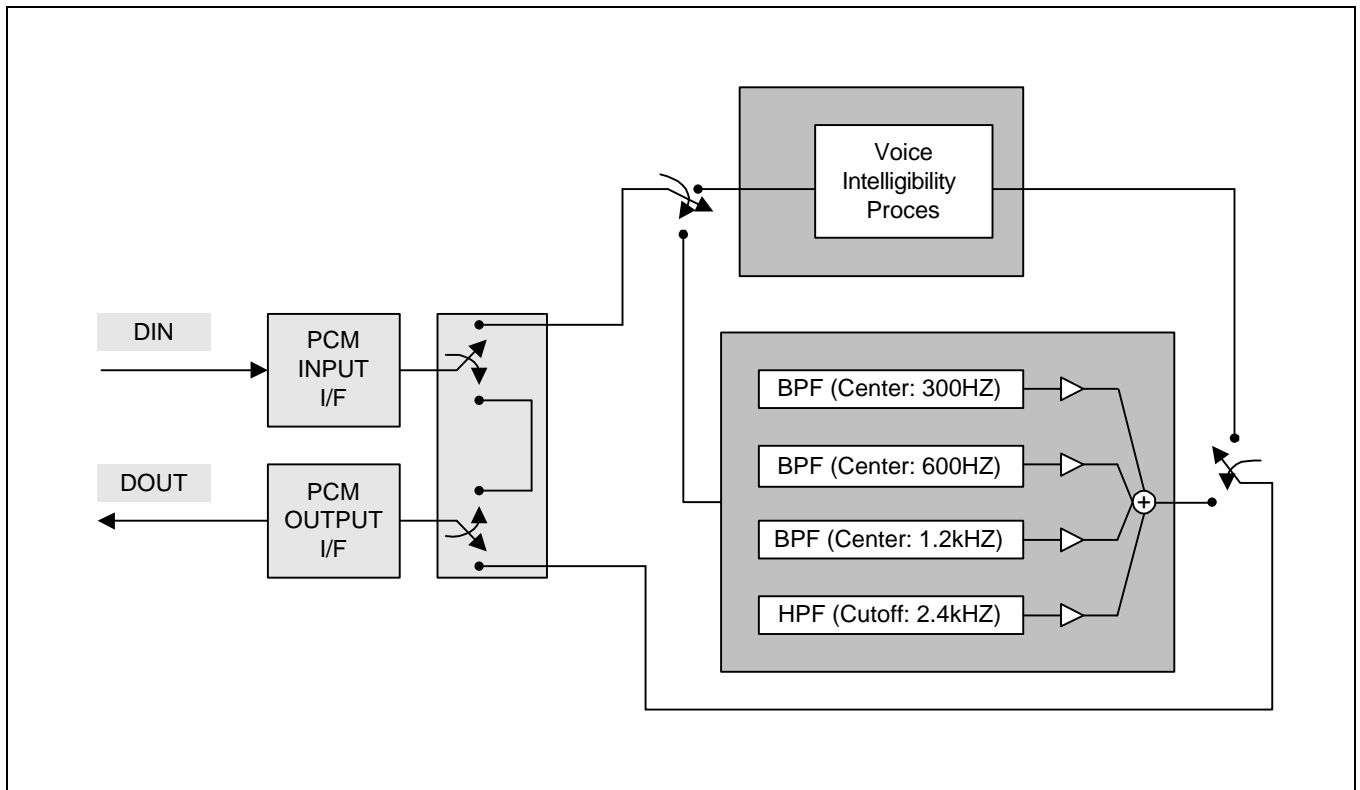 Voice
Intelligibility
Proces
DIN
PCM
INPUT
I/F
DOUT
PCM
OUTPUT
I/F
BPF (Center: 300HZ)
BPF (Center: 600HZ)
BPF (Center: 1.2kHZ)
HPF (Cutoff: 2.4kHZ)